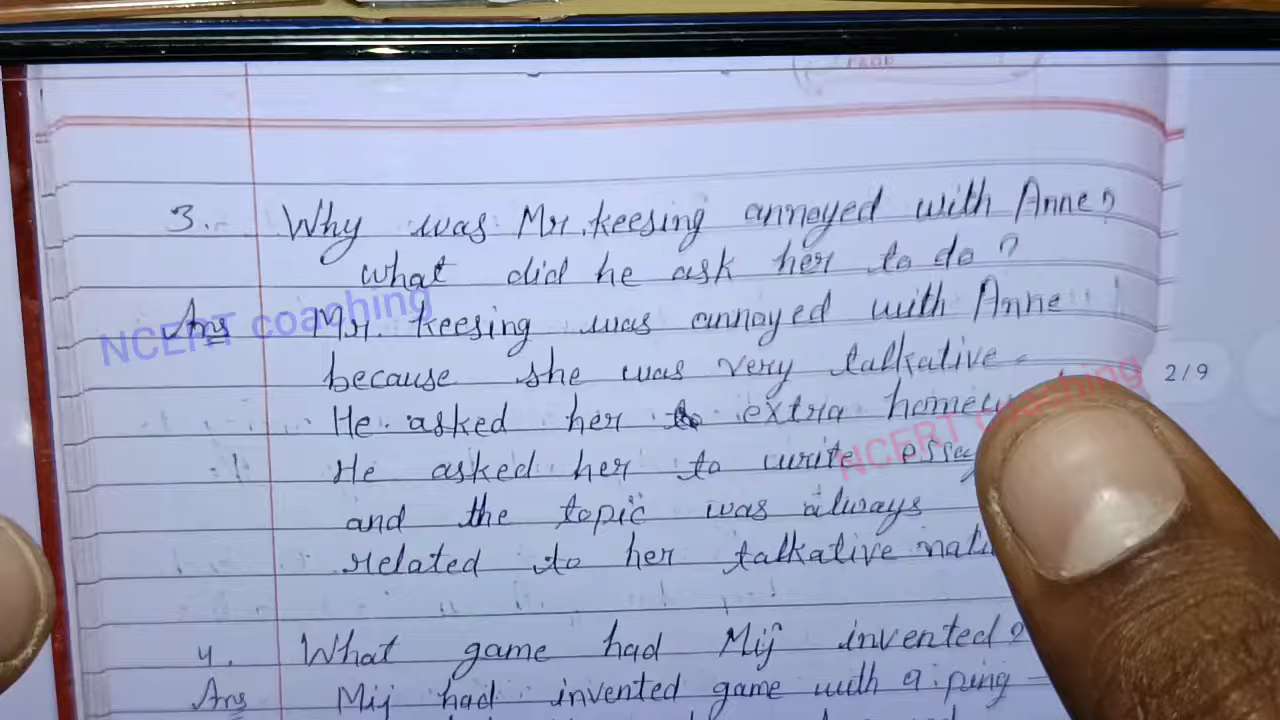 3. Why was Mr. keesing annoyed with Anne?
what did he ask her to do?
Ans Mr. keesing was annoyed with Anne
because she was very talkative.
He asked her to extra
He asked her to write
and the topic was always
related to her talkative
4. What game had Mij invented?
Ans Mij had invented game with a ping -
NCERT coaching
NCERT coaching
2/9